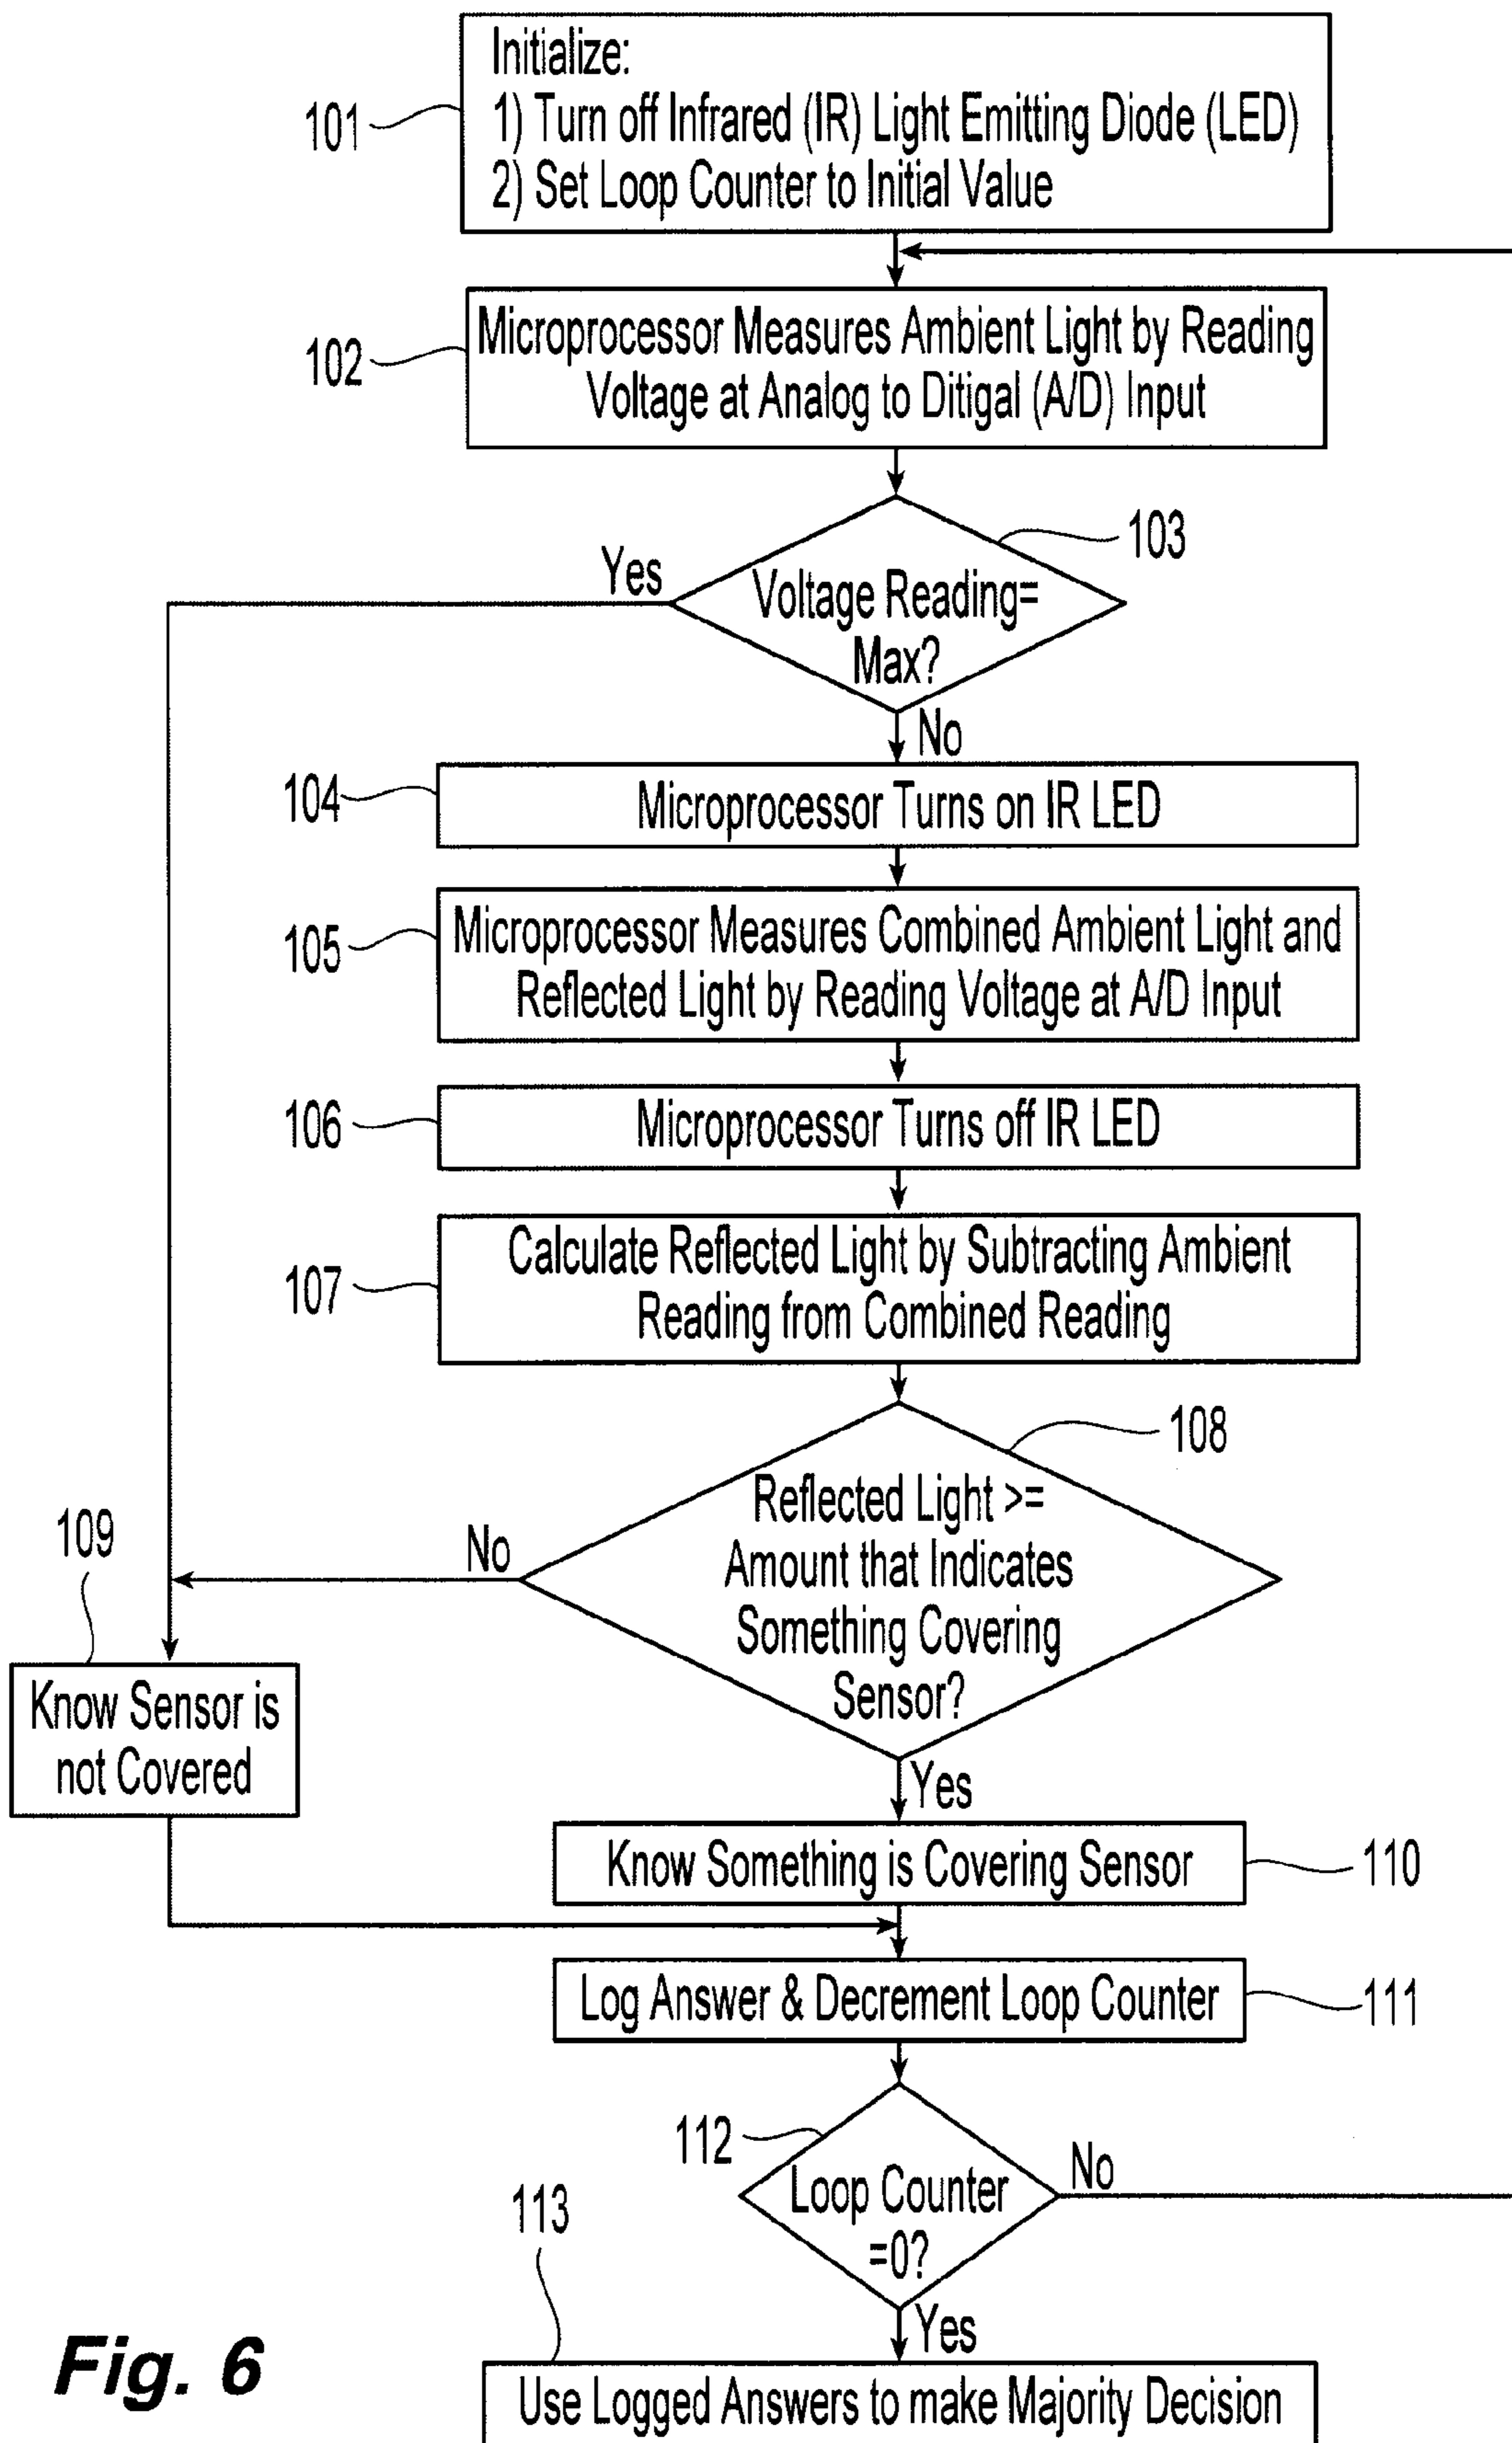 Initialize:
1) Turn off Infrared (IR) Light Emitting Diode (LED)
2) Set Loop Counter to Initial Value
101
Microprocessor Measures Ambient Light by Reading
Voltage at Analog to Ditigal (A/D) Input
102
103
Yes
Voltage Reading=
Max?
No
104
Microprocessor Turns on IR LED
105
Microprocessor Measures Combined Ambient Light and
Reflected Light by Reading Voltage at A/D Input
106
Microprocessor Turns off IR LED
107
Calculate Reflected Light by Subtracting Ambient
Reading from Combined Reading
108
Reflected Light >=
Amount that Indicates
Something Covering
Sensor?
No
109
Know Sensor is
not Covered
Yes
Know Something is Covering Sensor
110
Log Answer & Decrement Loop Counter
111
112
Loop Counter
=0?
No
113
Yes
Use Logged Answers to make Majority Decision
Fig. 6